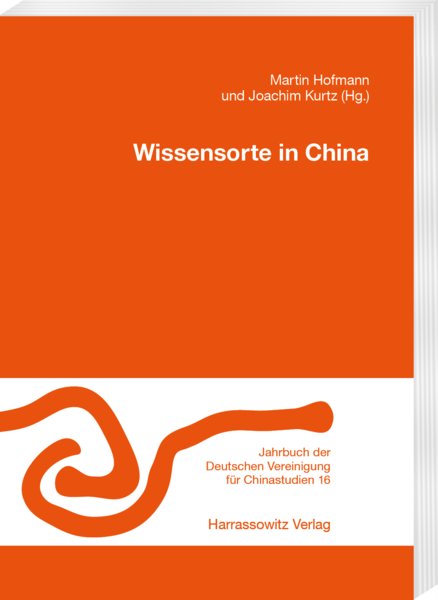 Martin Hofmann
und Joachim Kurtz (Hg.)
Wissensorte in China
Jahrbuch der
Deutschen Vereinigung
für Chinastudien 16
Harrassowitz Verlag